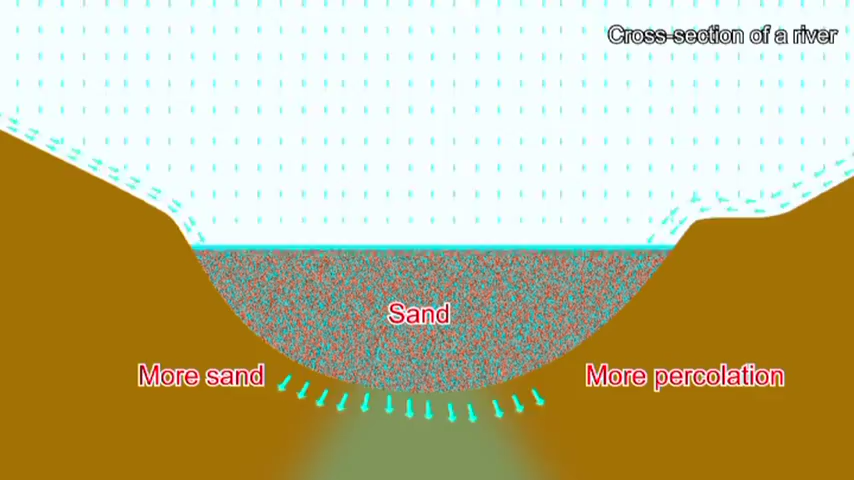 Cross-section of a river
Sand
More sand
More percolation